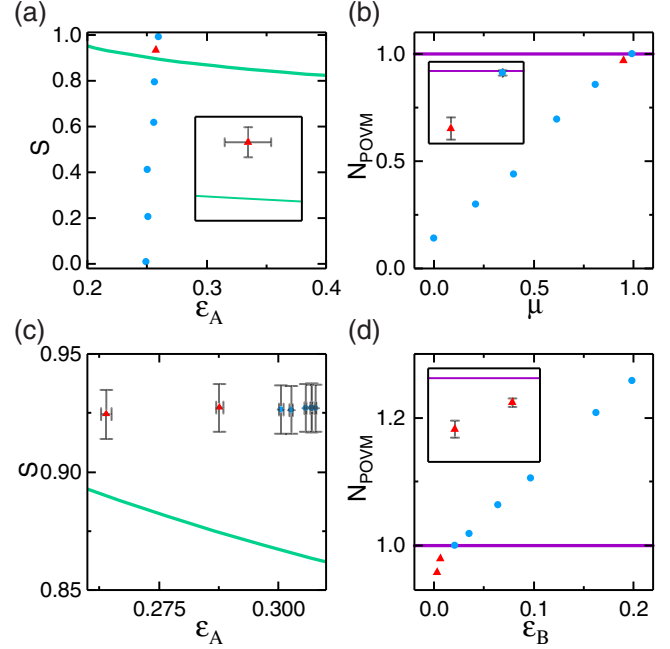 (a)
1.0
0.8
0.6
0.4
0.2
0.0
S
0.2 0.3 0.4
εA
(b)
1.0
0.5
0.0
NPOVM
0.0 0.5 1.0
μ
(c)
0.95
0.90
0.85
S
0.275 0.300
εA
(d)
1.2
1.0
NPOVM
0.0 0.1 0.2
εB